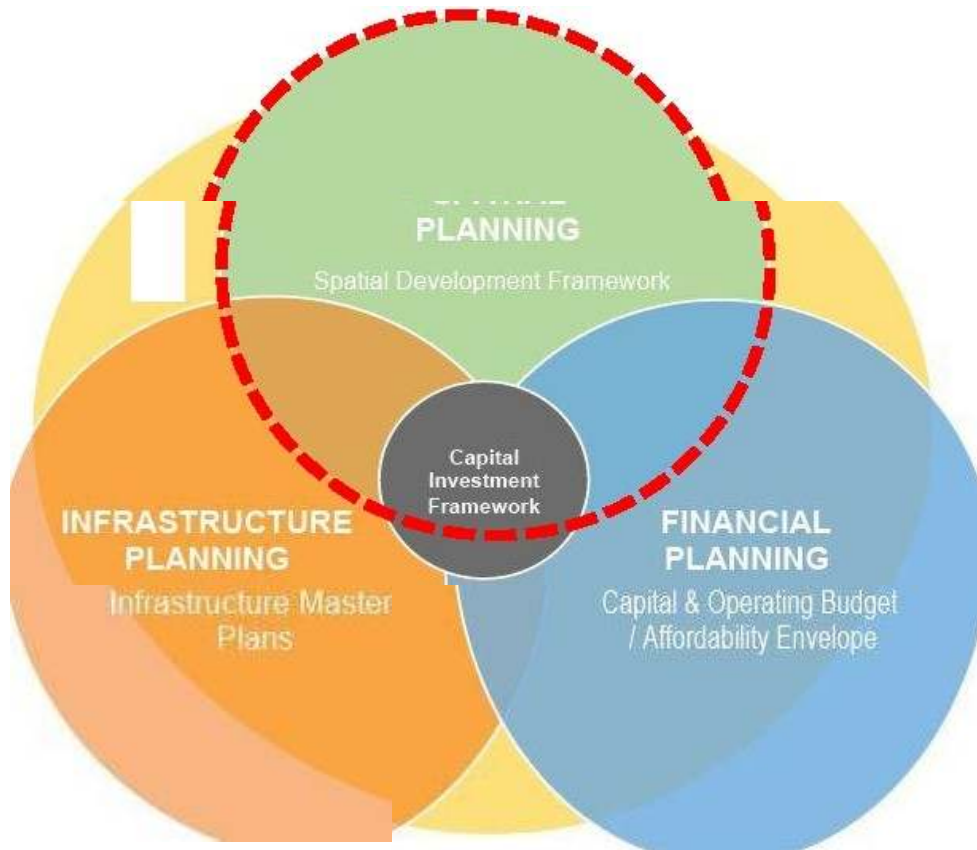 PLANNING
Spatial Development Framework
Capital
Investment
Framework
INFRASTRUCTURE
PLANNING
Infrastructure Master
Plans
FINANCIAL
PLANNING
Capital & Operating Budget
/ Affordability Envelope